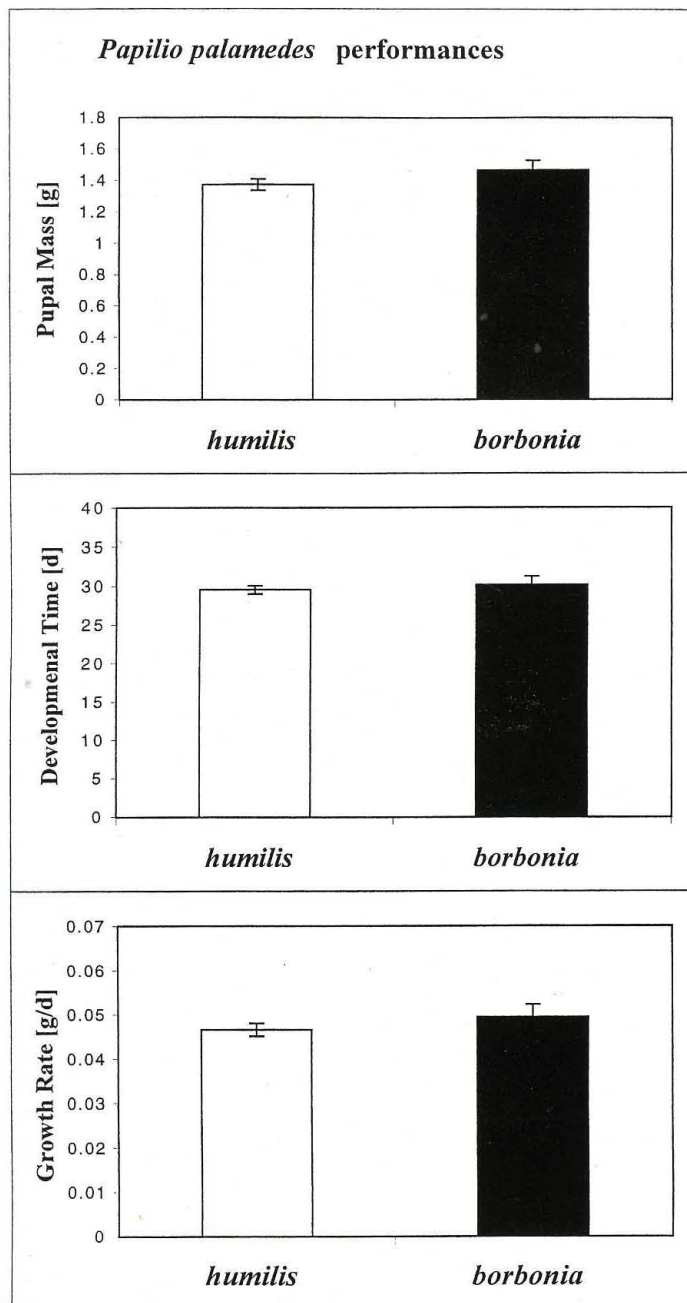 Papilio palamedes performances
Pupal Mass [g]
1.8
1.6
1.4
1.2
1
0.8
0.6
0.4
0.2
0
humilis
borbonia
Developmenal Time [d]
40
35
30
25
20
15
10
5
0
humilis
borbonia
Growth Rate [g/d]
0.07
0.06
0.05
0.04
0.03
0.02
0.01
0
humilis
borbonia